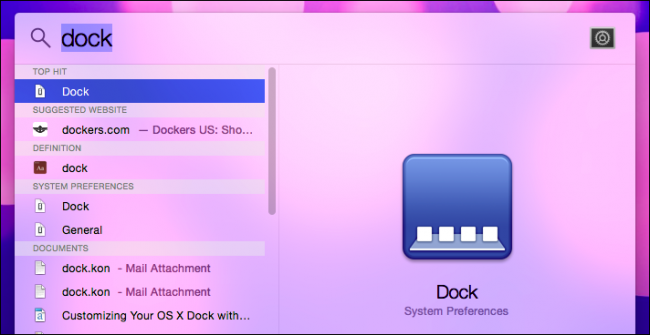 dock
TOP HIT
Dock
SUGGESTED WEBSITE
dockers.com — Dockers US: Sho...
DEFINITION
Aa dock
SYSTEM PREFERENCES
Dock
General
DOCUMENTS
dock.kon - Mail Attachment
dock.kon - Mail Attachment
Customizing Your OS X Dock with...
Dock
System Preferences